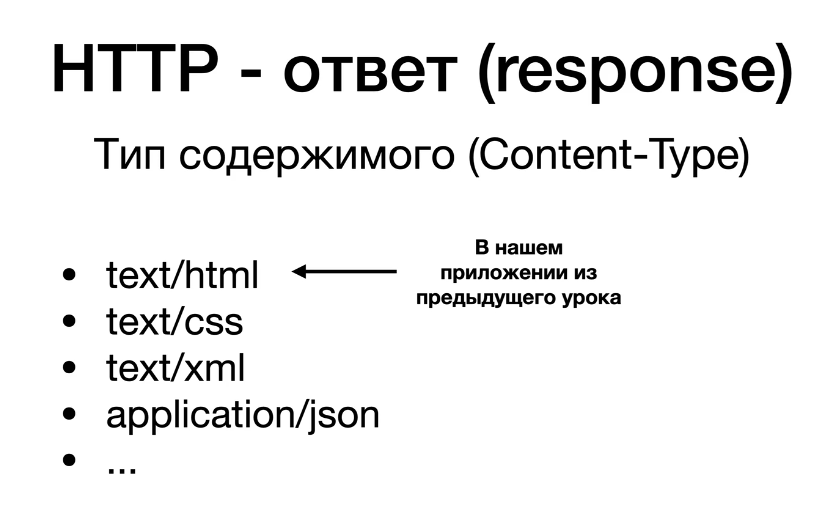 HTTP - ответ (response)
Тип содержимого (Content-Type)
• text/html
В нашем
приложении из
предыдущего урока
• text/css
• text/xml
• application/json
• ...